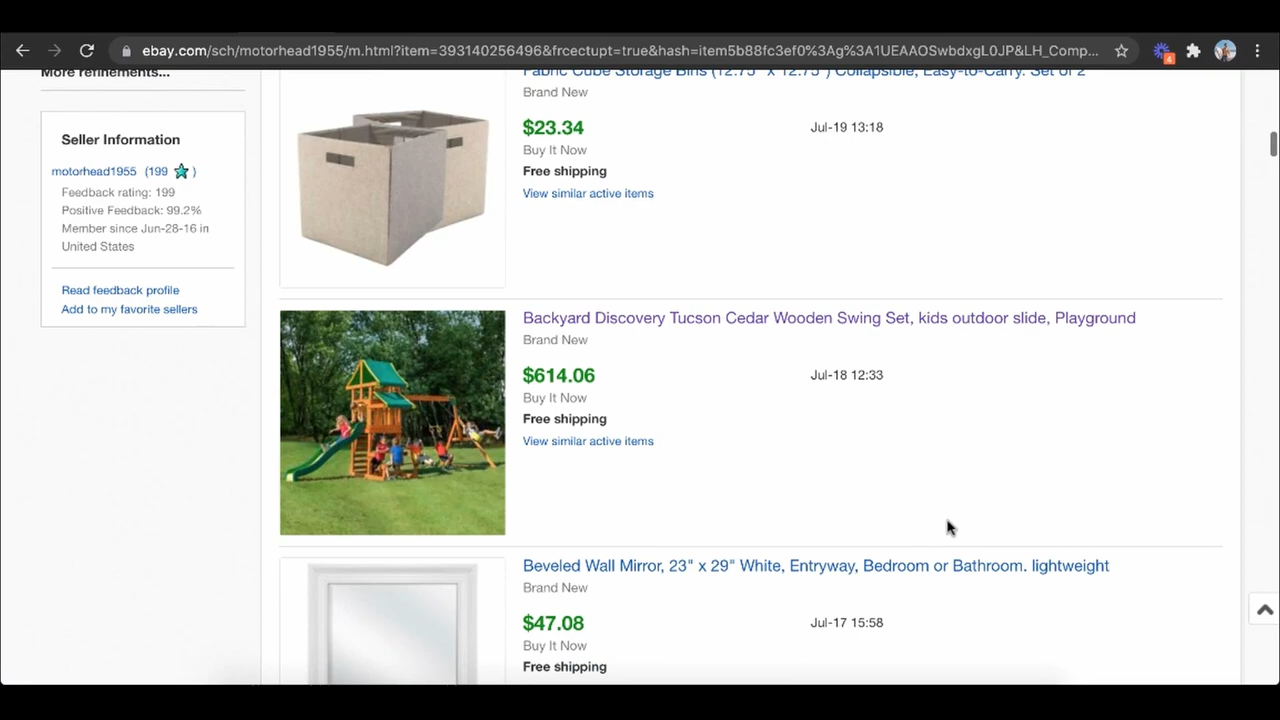 ebay.com/sch/motorhead1955/m.html?item=393140256496&frcectupt=true&hash=item5b88fc3ef0%3Ag%3A1UEAAOSwbdxgL0JP&LH_Comp...
4
More refinements...
Seller Information
motorhead1955 (199 )
Feedback rating: 199
Positive Feedback: 99.2%
Member since Jun-28-16 in
United States
Read feedback profile
Add to my favorite sellers
Fabric Cube Storage Bins (12.75" x 12.75") Collapsible, Easy-to-Carry. Set of 2
Brand New
$23.34
Jul-19 13:18
Buy It Now
Free shipping
View similar active items
Backyard Discovery Tucson Cedar Wooden Swing Set, kids outdoor slide, Playground
Brand New
$614.06
Jul-18 12:33
Buy It Now
Free shipping
View similar active items
Beveled Wall Mirror, 23" x 29" White, Entryway, Bedroom or Bathroom. lightweight
Brand New
$47.08
Jul-17 15:58
Buy It Now
Free shipping